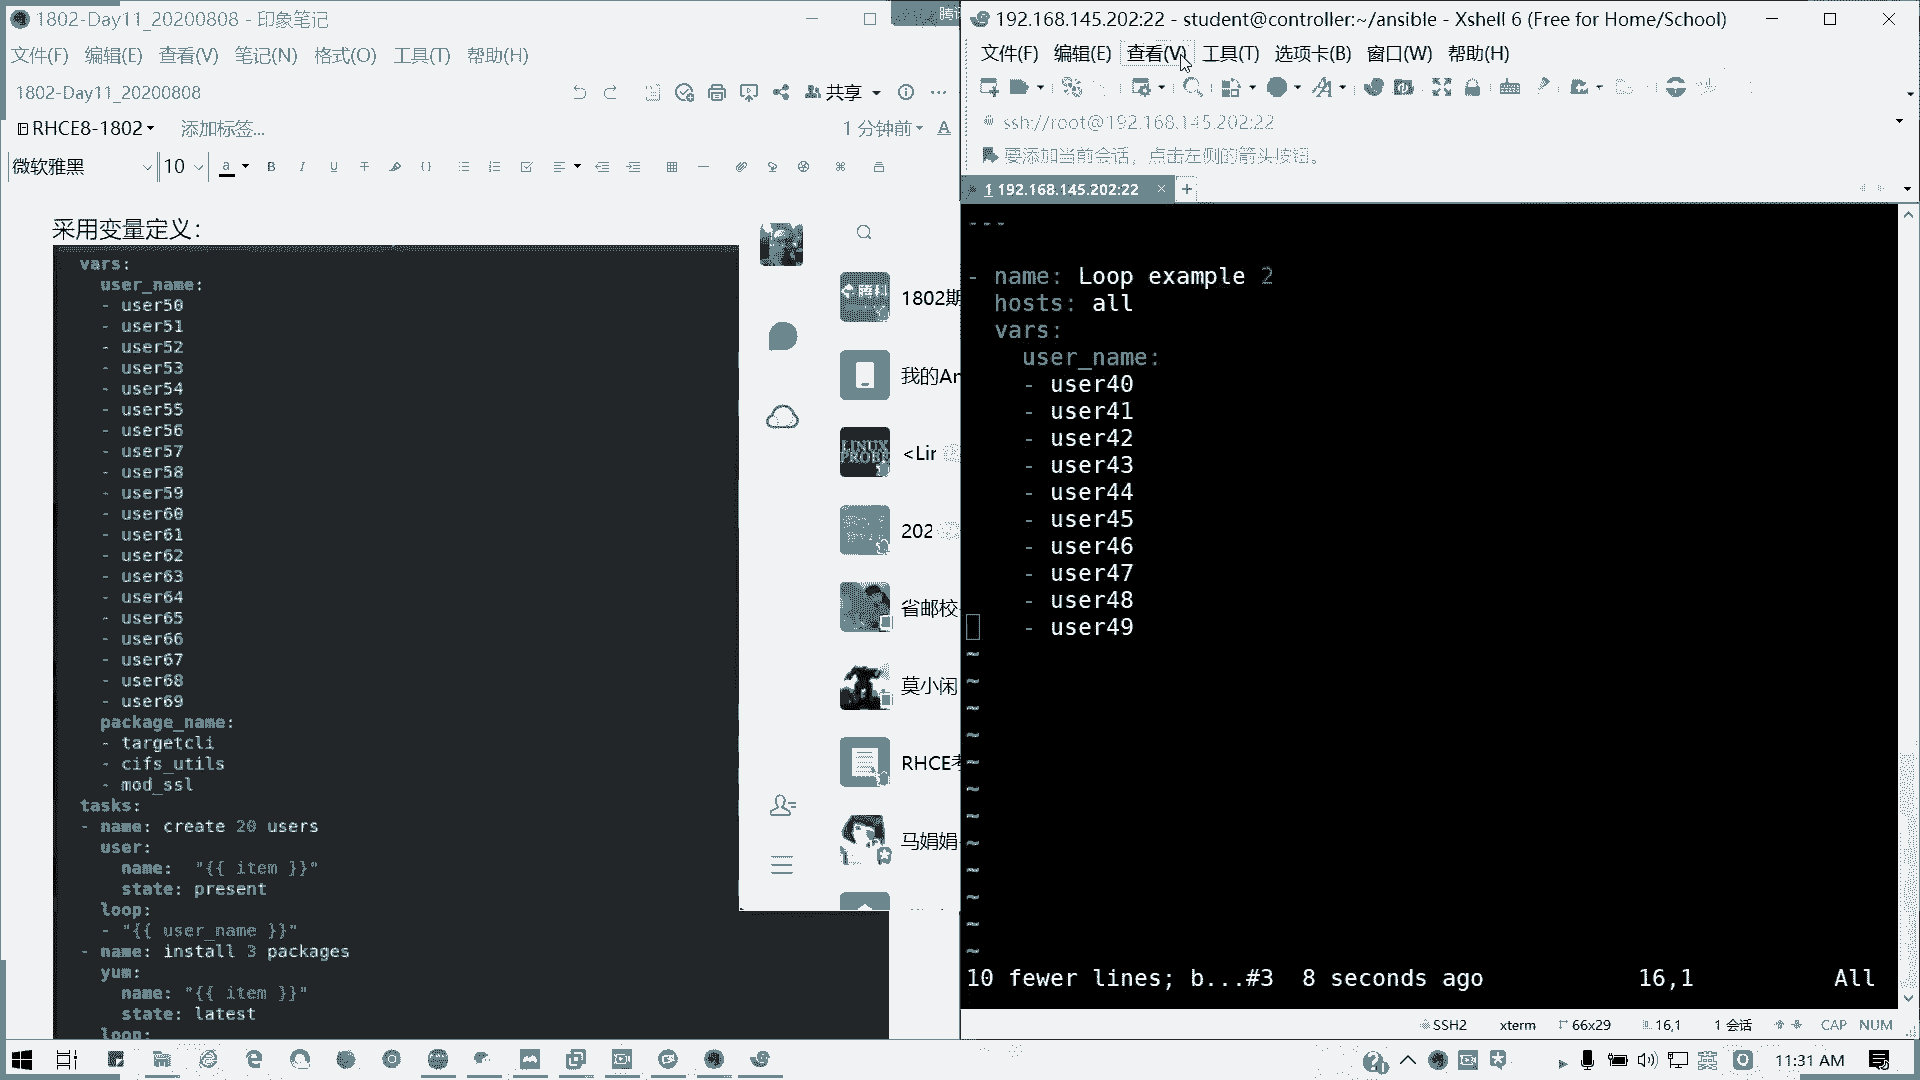 1802-Day11_20200808 - 印象笔记
文件(F) 编辑(E) 查看(V) 笔记(N) 格式(O) 工具(T) 帮助(H)
1802-Day11_20200808
共享
RHCE8-1802
添加标签...
1 分钟前
微软雅黑
10
采用变量定义：
vars:
user_name:
- user50
- user51
- user52
- user53
- user54
- user55
- user56
- user57
- user58
- user59
- user60
- user61
- user62
- user63
- user64
- user65
- user66
- user67
- user68
- user69
package_name:
- targetcli
- cifs_utils
- mod_ssl
tasks:
- name: create 20 users
user:
name: "{{ item }}"
state: present
loop:
- "{{ user_name }}"
- name: install 3 packages
yum:
name: "{{ item }}"
state: latest
loop:
1802期
我的An
LINUX PROBE
<Lin
202
省邮校
莫小闲
RHCE考
马娟娟
192.168.145.202:22 - student@controller:~/ansible - Xshell 6 (Free for Home/School)
文件(F) 编辑(E) 查看(V) 工具(T) 选项卡(B) 窗口(W) 帮助(H)
ssh://root@192.168.145.202:22
要添加当前会话，点击左侧的箭头按钮。
1 192.168.145.202:22
---
- name: Loop example 2
hosts: all
vars:
user_name:
- user40
- user41
- user42
- user43
- user44
- user45
- user46
- user47
- user48
- user49
~
~
~
~
~
~
~
~
~
~
~
~
10 fewer lines; b...#3 8 seconds ago 16,1 All
SSH2 xterm 66x29 16,1 1 会话 CAP NUM
英
11:31 AM